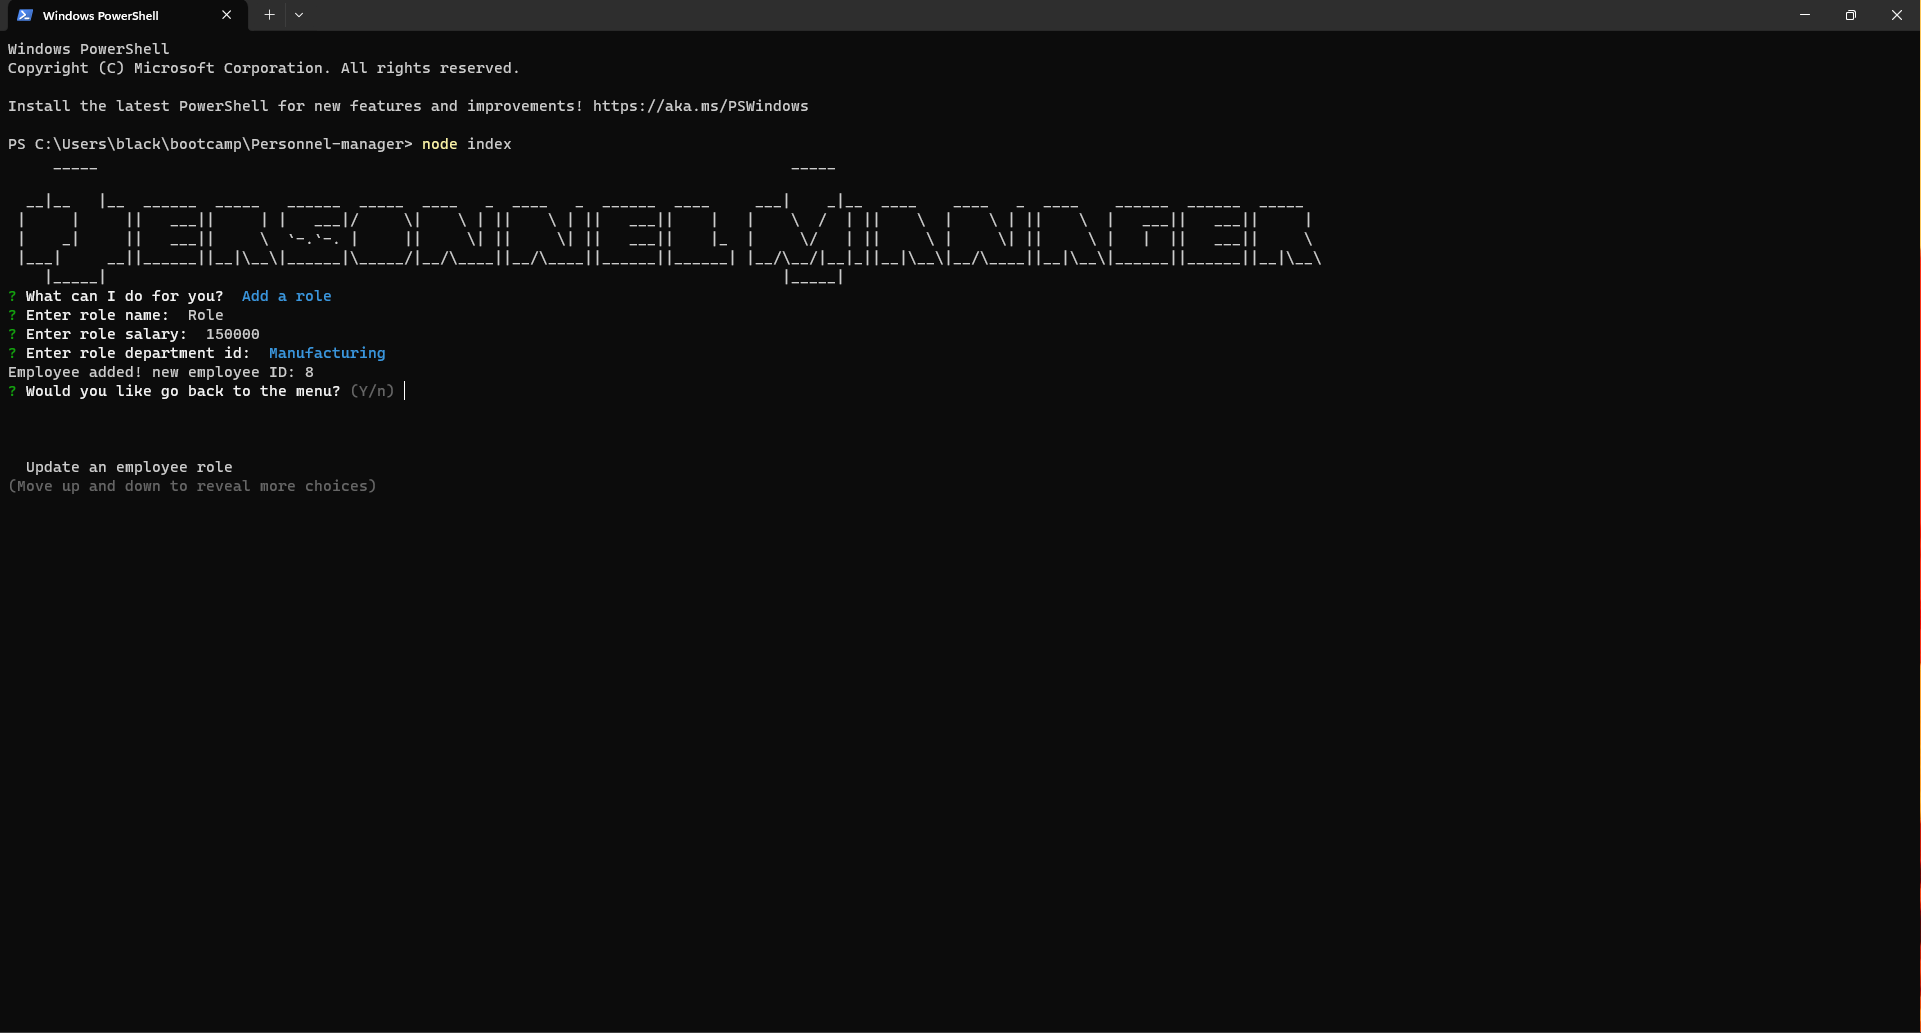 Windows PowerShell
Windows PowerShell
Copyright (C) Microsoft Corporation. All rights reserved.
Install the latest PowerShell for new features and improvements! https://aka.ms/PSWindows
PS C:\Users\black\bootcamp\Personnel-manager> node index
PERSONNEL MANAGER
? What can I do for you?  Add a role
? Enter role name:  Role
? Enter role salary:  150000
? Enter role department id:  Manufacturing
Employee added! new employee ID: 8
? Would you like go back to the menu? (Y/n)
Update an employee role
(Move up and down to reveal more choices)